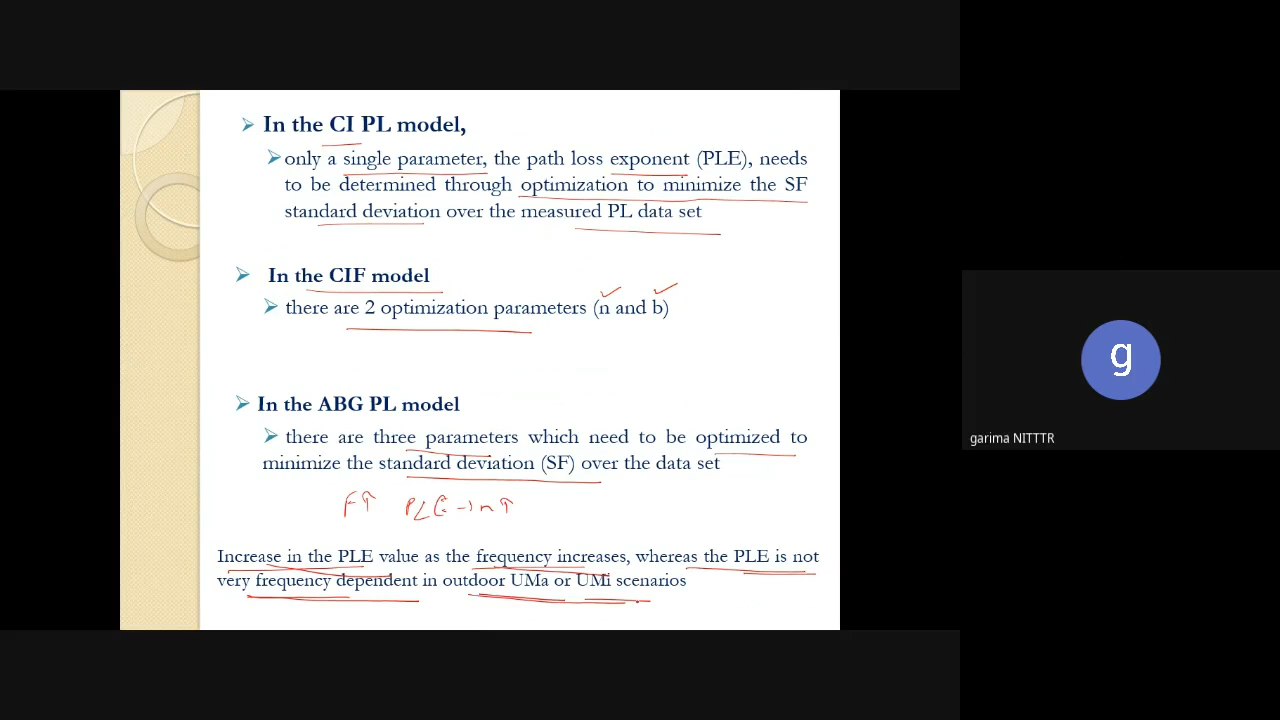 In the CI PL model,
only a single parameter, the path loss exponent (PLE), needs
to be determined through optimization to minimize the SF
standard deviation over the measured PL data set
In the CIF model
there are 2 optimization parameters (n and b)
In the ABG PL model
there are three parameters which need to be optimized to
minimize the standard deviation (SF) over the data set
F↑ PLE → n↑
Increase in the PLE value as the frequency increases, whereas the PLE is not
very frequency dependent in outdoor UMa or UMi scenarios
g
garima NITTTR